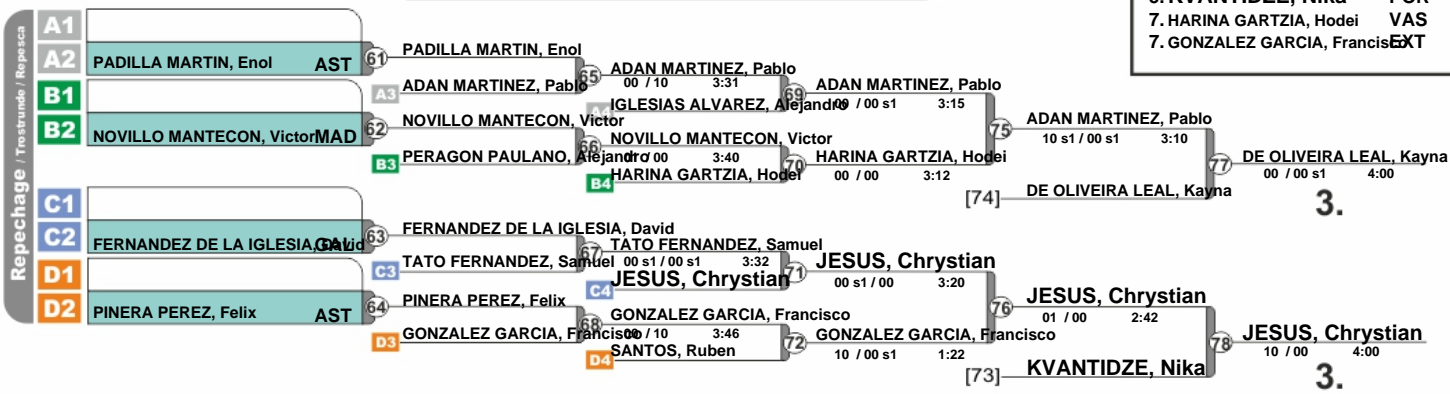 7. HARINA GARTZIA, Hodei VAS
7. GONZALEZ GARCIA, Francisco EXT
Repechage / Trostrunde / Repesca
A1
A2 PADILLA MARTIN, Enol AST
B1
B2 NOVILLO MANTECON, Victor MAD
C1
C2 FERNANDEZ DE LA IGLESIA, David GAL
D1
D2 PINERA PEREZ, Felix AST
61 PADILLA MARTIN, Enol
A3 ADAN MARTINEZ, Pablo
62 NOVILLO MANTECON, Victor
B3 PERAGON PAULANO, Alejandro
63 FERNANDEZ DE LA IGLESIA, David
C3 TATO FERNANDEZ, Samuel
64 PINERA PEREZ, Felix
D3 GONZALEZ GARCIA, Francisco
65 ADAN MARTINEZ, Pablo
00 / 10 3:31
A4 IGLESIAS ALVAREZ, Alejandro
66 NOVILLO MANTECON, Victor
/ 00 3:40
B4 HARINA GARTZIA, Hodei
67 TATO FERNANDEZ, Samuel
00 s1 / 00 s1 3:32
C4 JESUS, Chrystian
68 GONZALEZ GARCIA, Francisco
/ 10 3:46
D4 SANTOS, Ruben
69 ADAN MARTINEZ, Pablo
/ 00 s1 3:15
70 HARINA GARTZIA, Hodei
00 / 00 3:12
71 JESUS, Chrystian
00 s1 / 00 3:20
72 GONZALEZ GARCIA, Francisco
10 / 00 s1 1:22
75 ADAN MARTINEZ, Pablo
10 s1 / 00 s1 3:10
[74] DE OLIVEIRA LEAL, Kayna
76 JESUS, Chrystian
01 / 00 2:42
[73] KVANTIDZE, Nika
77 DE OLIVEIRA LEAL, Kayna
00 / 00 s1 4:00
3.
78 JESUS, Chrystian
10 / 00 4:00
3.